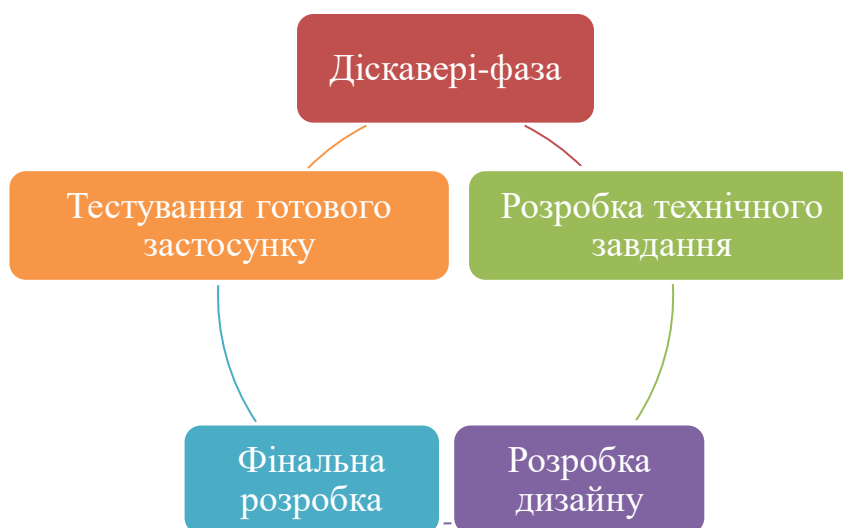 Діскавері-фаза
Тестування готового
застосунку
Розробка технічного
завдання
Фінальна
розробка
Розробка
дизайну